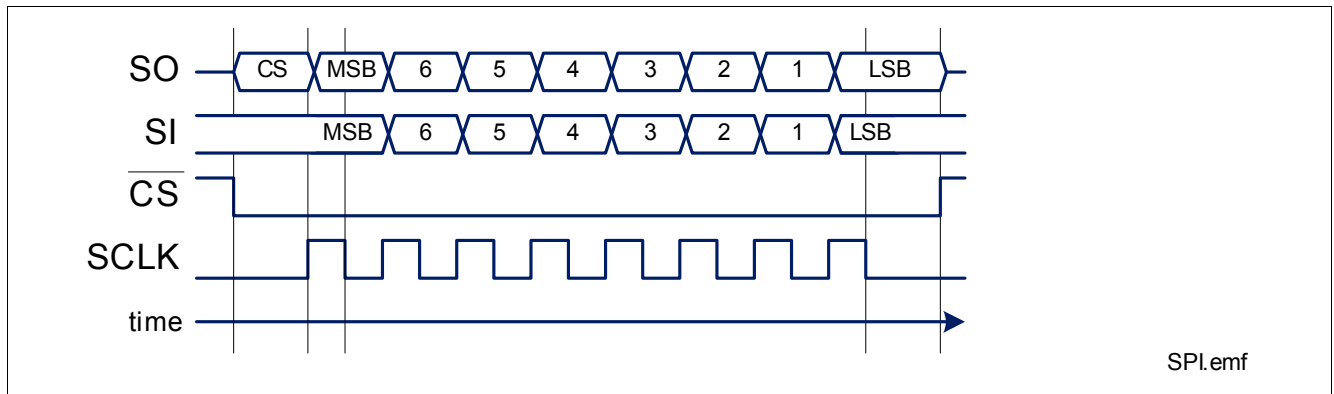 SO CS MSB 6 5 4 3 2 1 LSB
SI MSB 6 5 4 3 2 1 LSB
CS
SCLK
time
SPI.emf